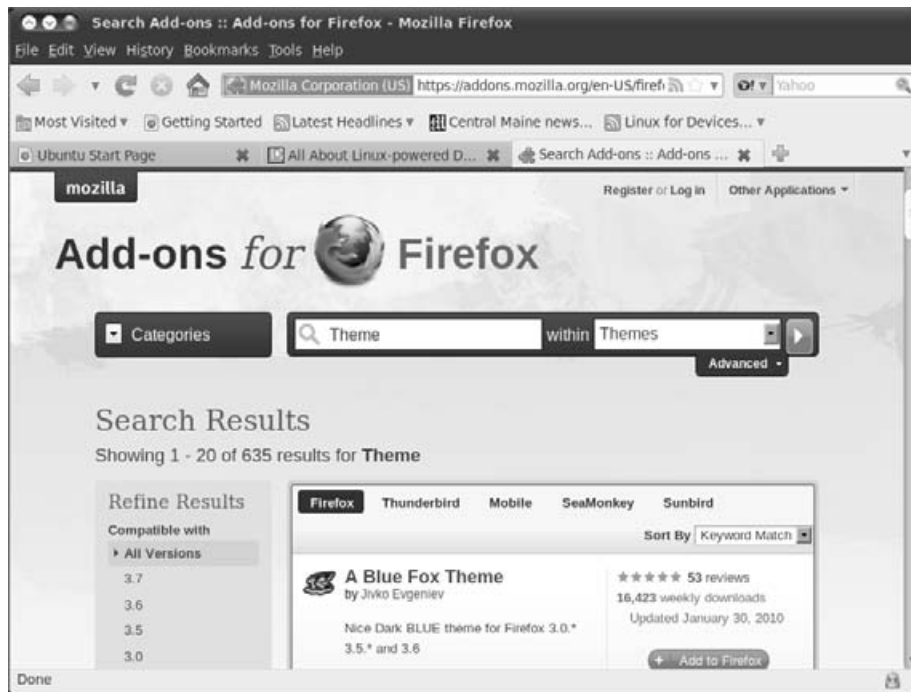 Search Add-ons :: Add-ons for Firefox - Mozilla Firefox
File Edit View History Bookmarks Tools Help
Mozilla Corporation (US) https://addons.mozilla.org/en-US/firef Yahoo
Most Visited Getting Started Latest Headlines Central Maine news... Linux for Devices...
Ubuntu Start Page All About Linux-powered D... Search Add-ons :: Add-ons ...
mozilla Register or Log in Other Applications
Add-ons for Firefox
Categories Theme within Themes
Advanced
Search Results
Showing 1 - 20 of 635 results for Theme
Refine Results
Compatible with
All Versions
3.7
3.6
3.5
3.0
Firefox Thunderbird Mobile SeaMonkey Sunbird
Sort By Keyword Match
A Blue Fox Theme
by Jivko Evgeniev
Nice Dark BLUE theme for Firefox 3.0.*
3.5.* and 3.6
53 reviews
16,423 weekly downloads
Updated January 30, 2010
+ Add to Firefox
Done